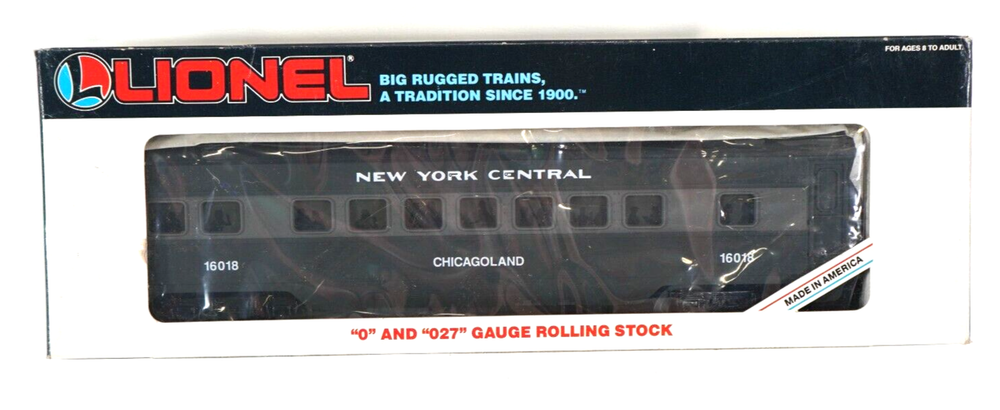 FOR AGES 8 TO ADULT.
LIONEL®
BIG RUGGED TRAINS,
A TRADITION SINCE 1900.™
NEW YORK CENTRAL
16018
CHICAGOLAND
16018
MADE IN AMERICA
"O" AND "027" GAUGE ROLLING STOCK